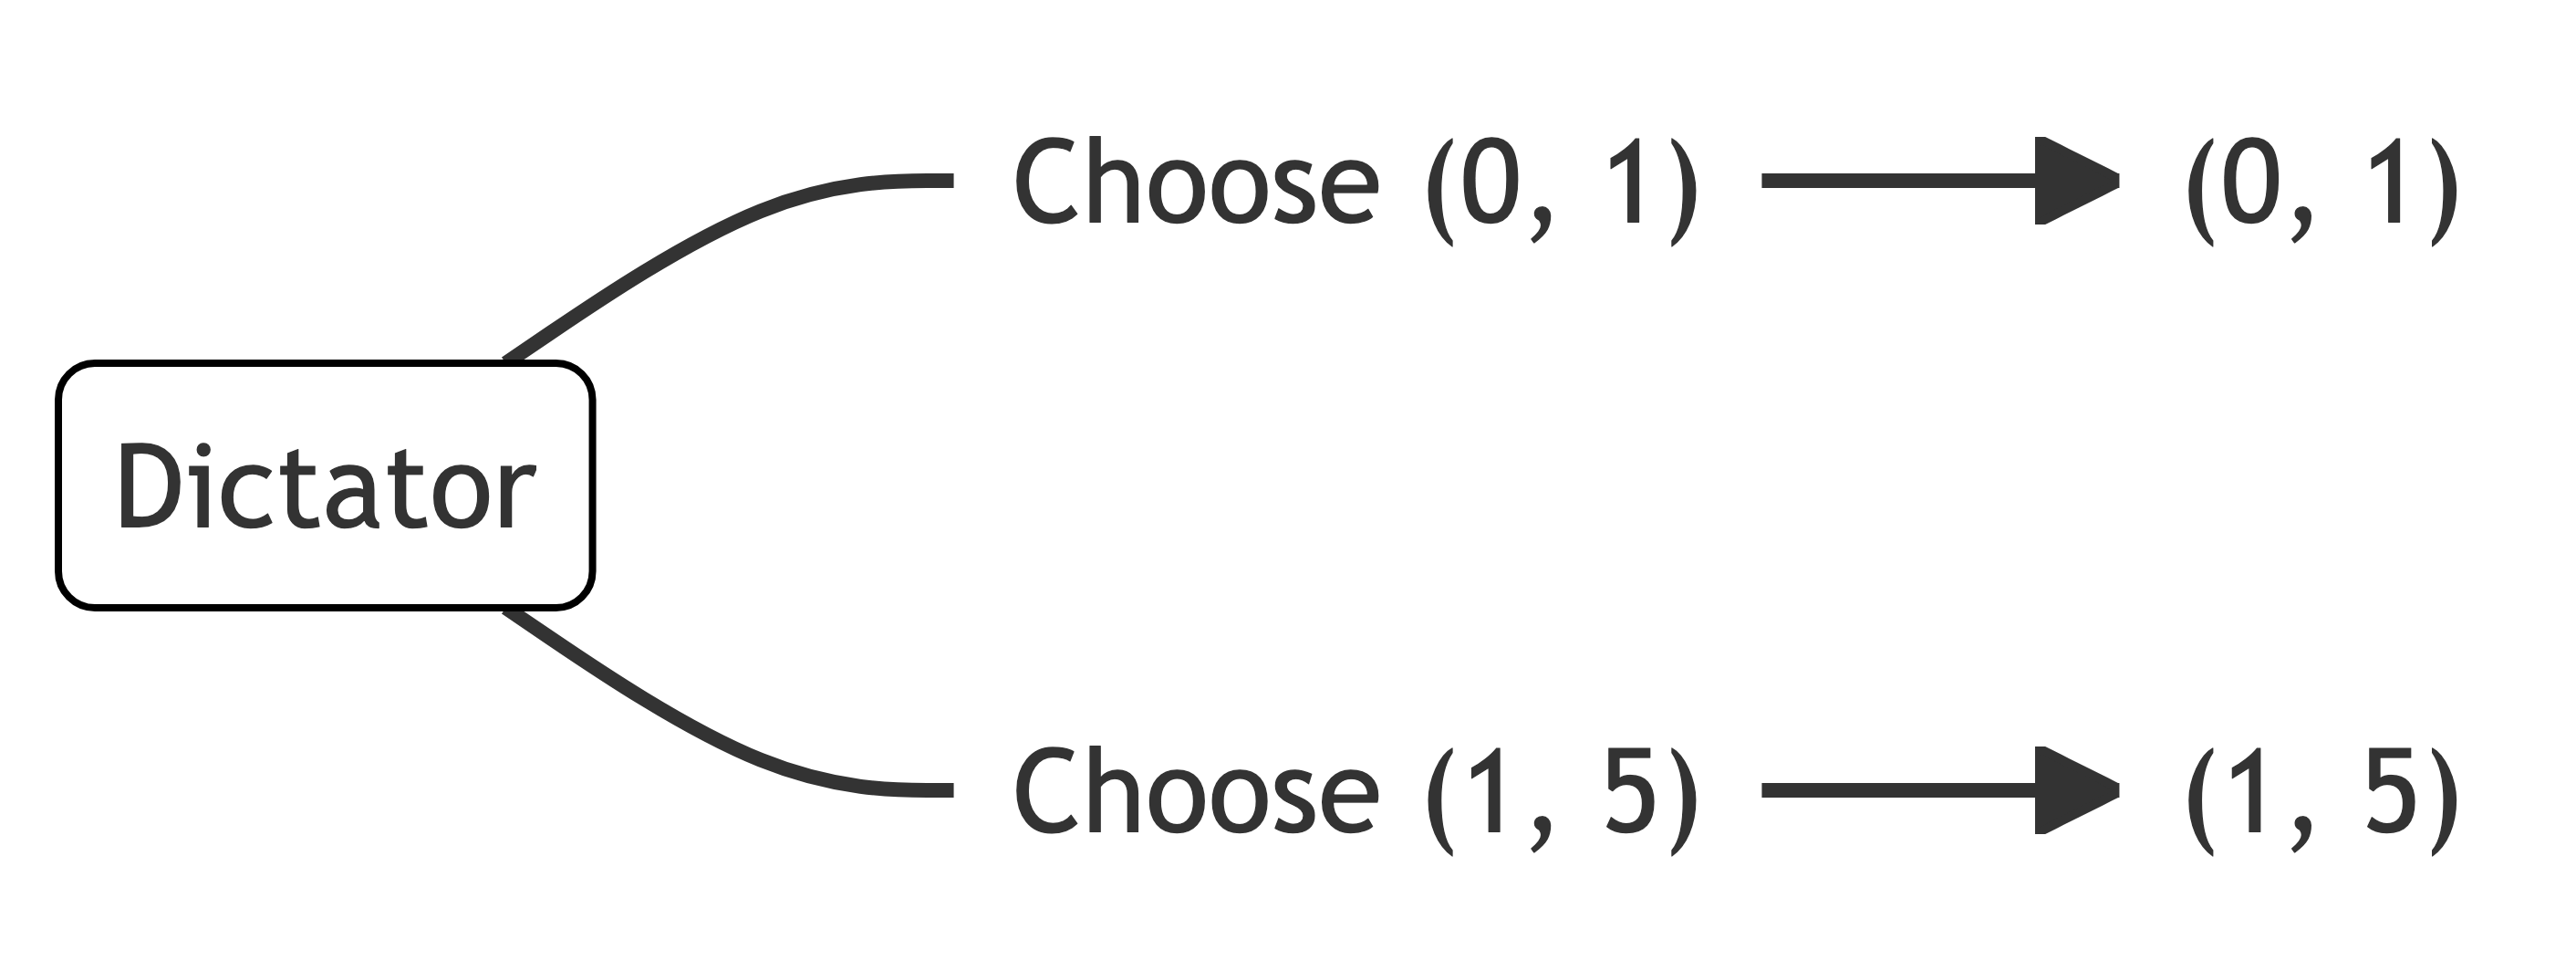 Choose (0, 1) (0, 1)
Dictator
Choose (1, 5) (1, 5)